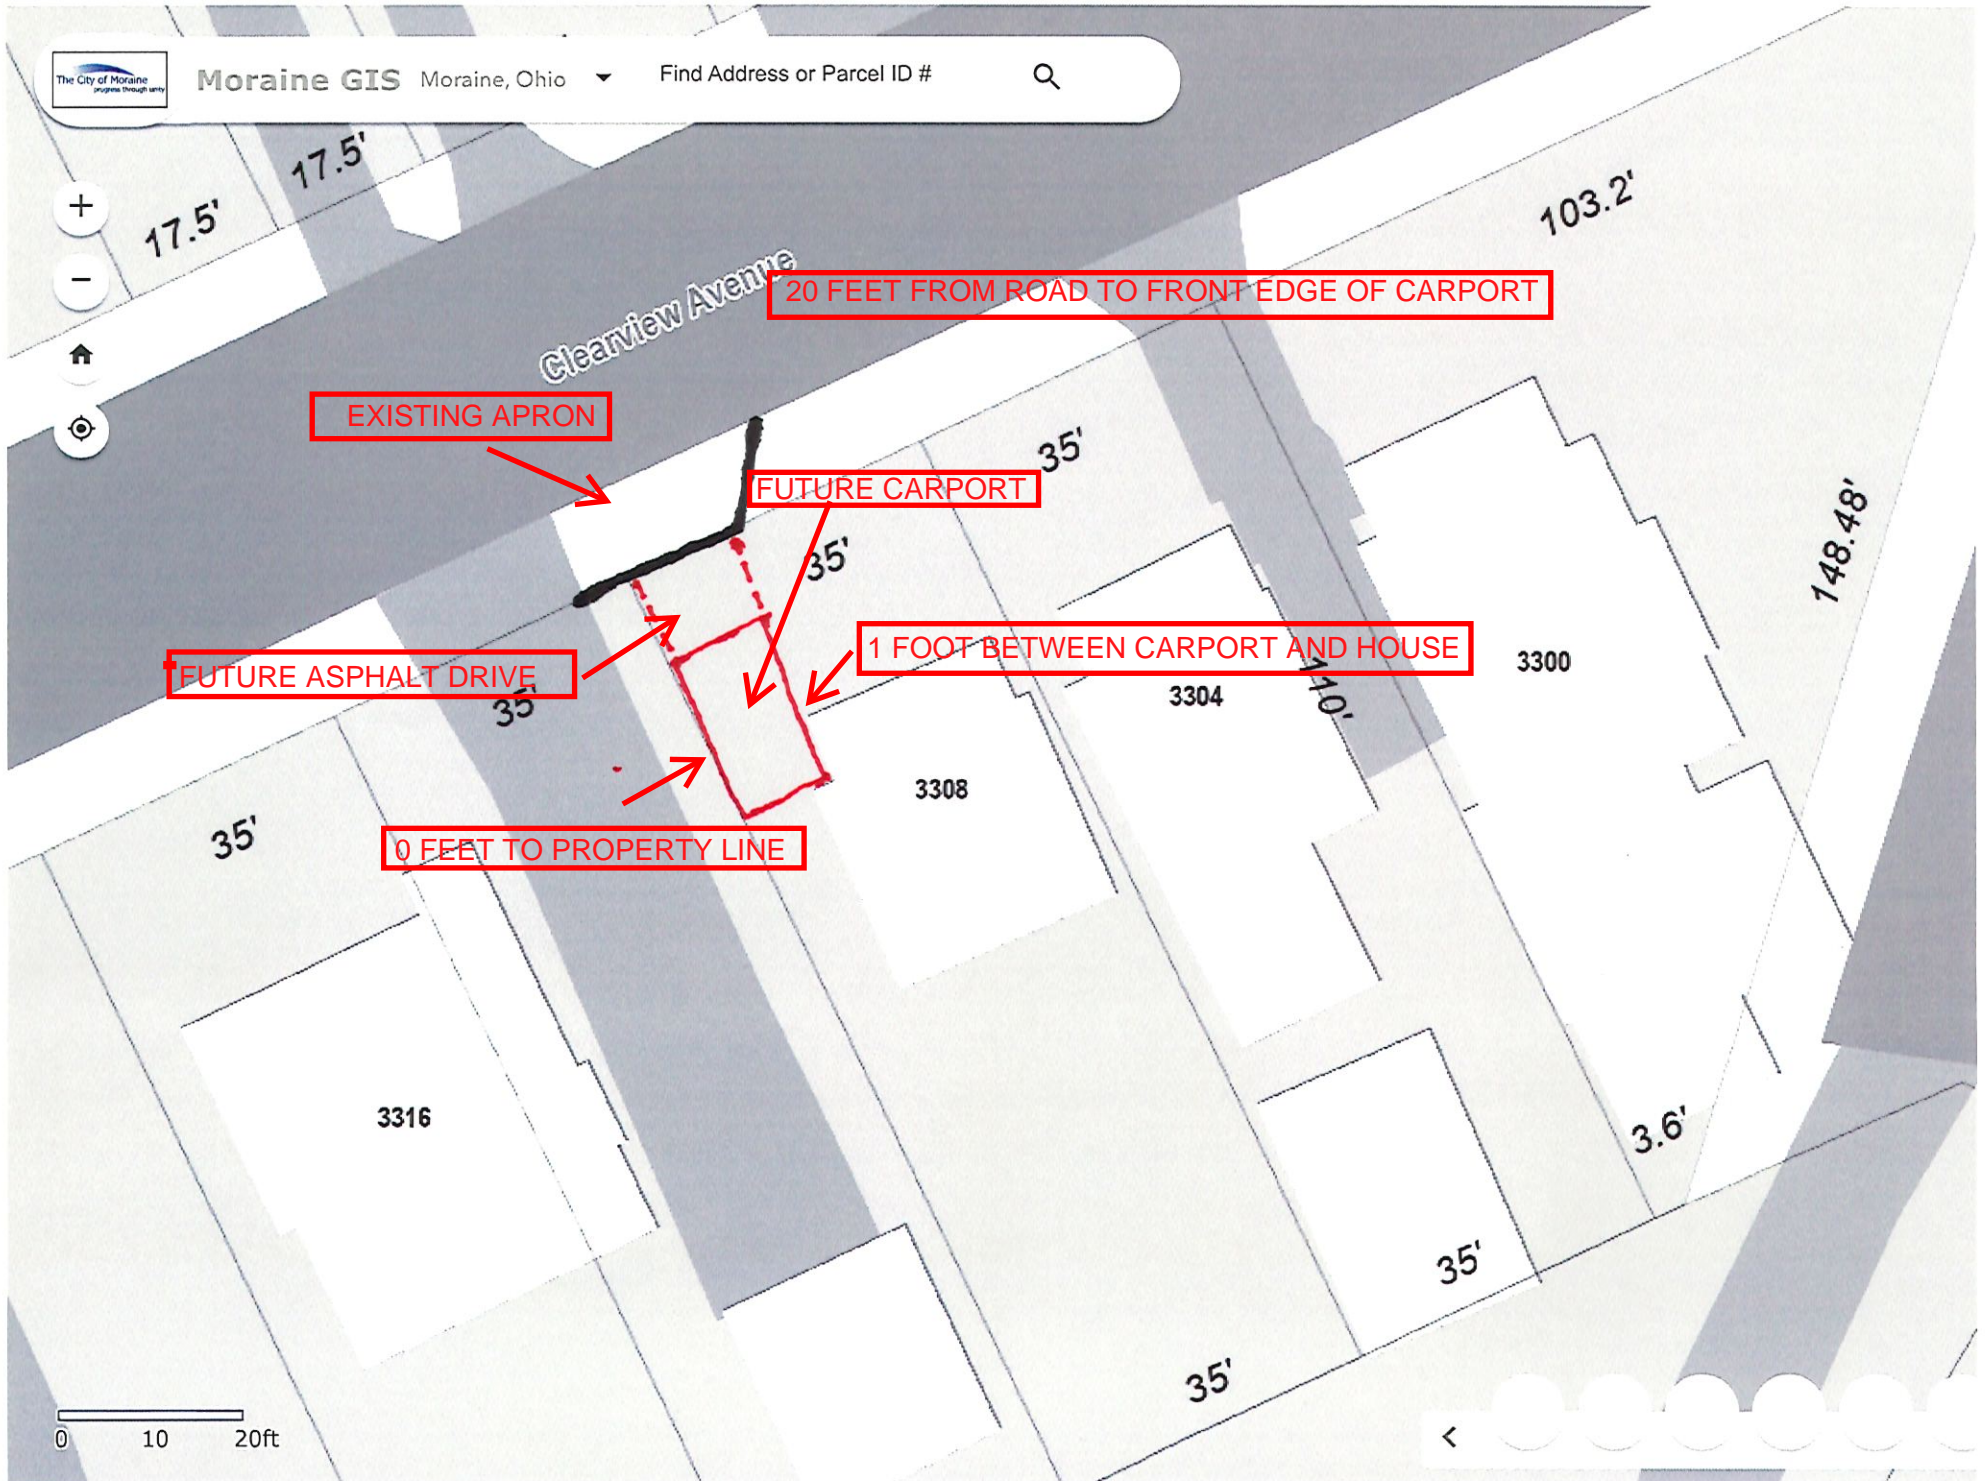 The City of Moraine
progress through unity
Moraine GIS
Moraine, Ohio
Find Address or Parcel ID #
17.5'
17.5'
103.2'
Clearview Avenue
20 FEET FROM ROAD TO FRONT EDGE OF CARPORT
EXISTING APRON
35'
FUTURE CARPORT
35'
148.48'
1 FOOT BETWEEN CARPORT AND HOUSE
FUTURE ASPHALT DRIVE
35'
3304
110'
3300
3308
35'
0 FEET TO PROPERTY LINE
3316
3.6'
35'
35'
0 10 20ft